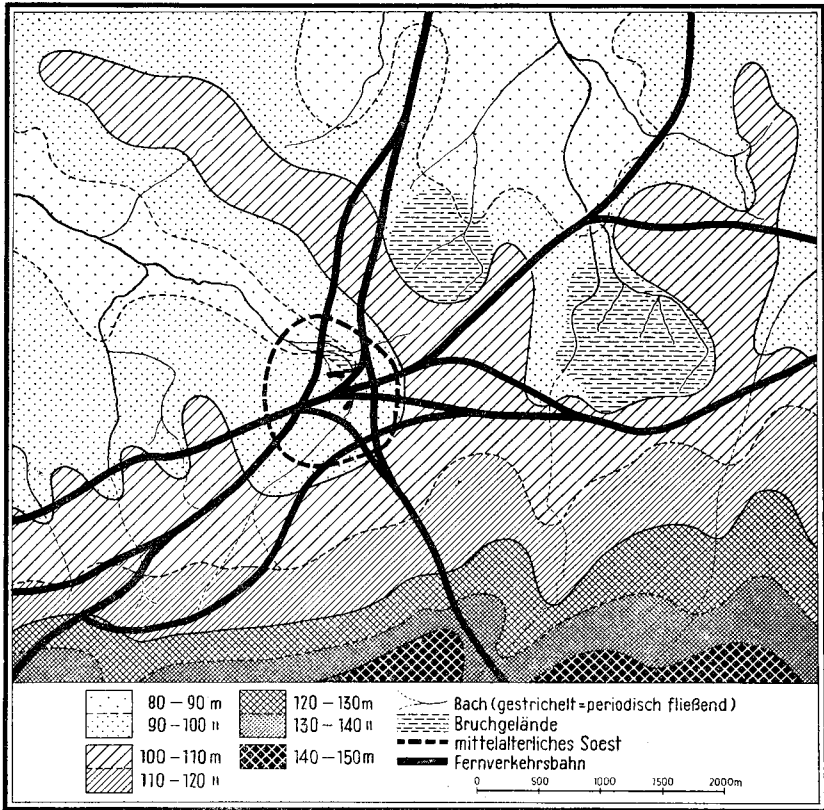 80 – 90 m
90 – 100 "
100 – 110 m
110 – 120 "
120 – 130 m
130 – 140 "
140 – 150 m
Bach (gestrichelt = periodisch fließend)
Bruchgelände
mittelalterliches Soest
Fernverkehrsbahn
0 500 1000 1500 2000m